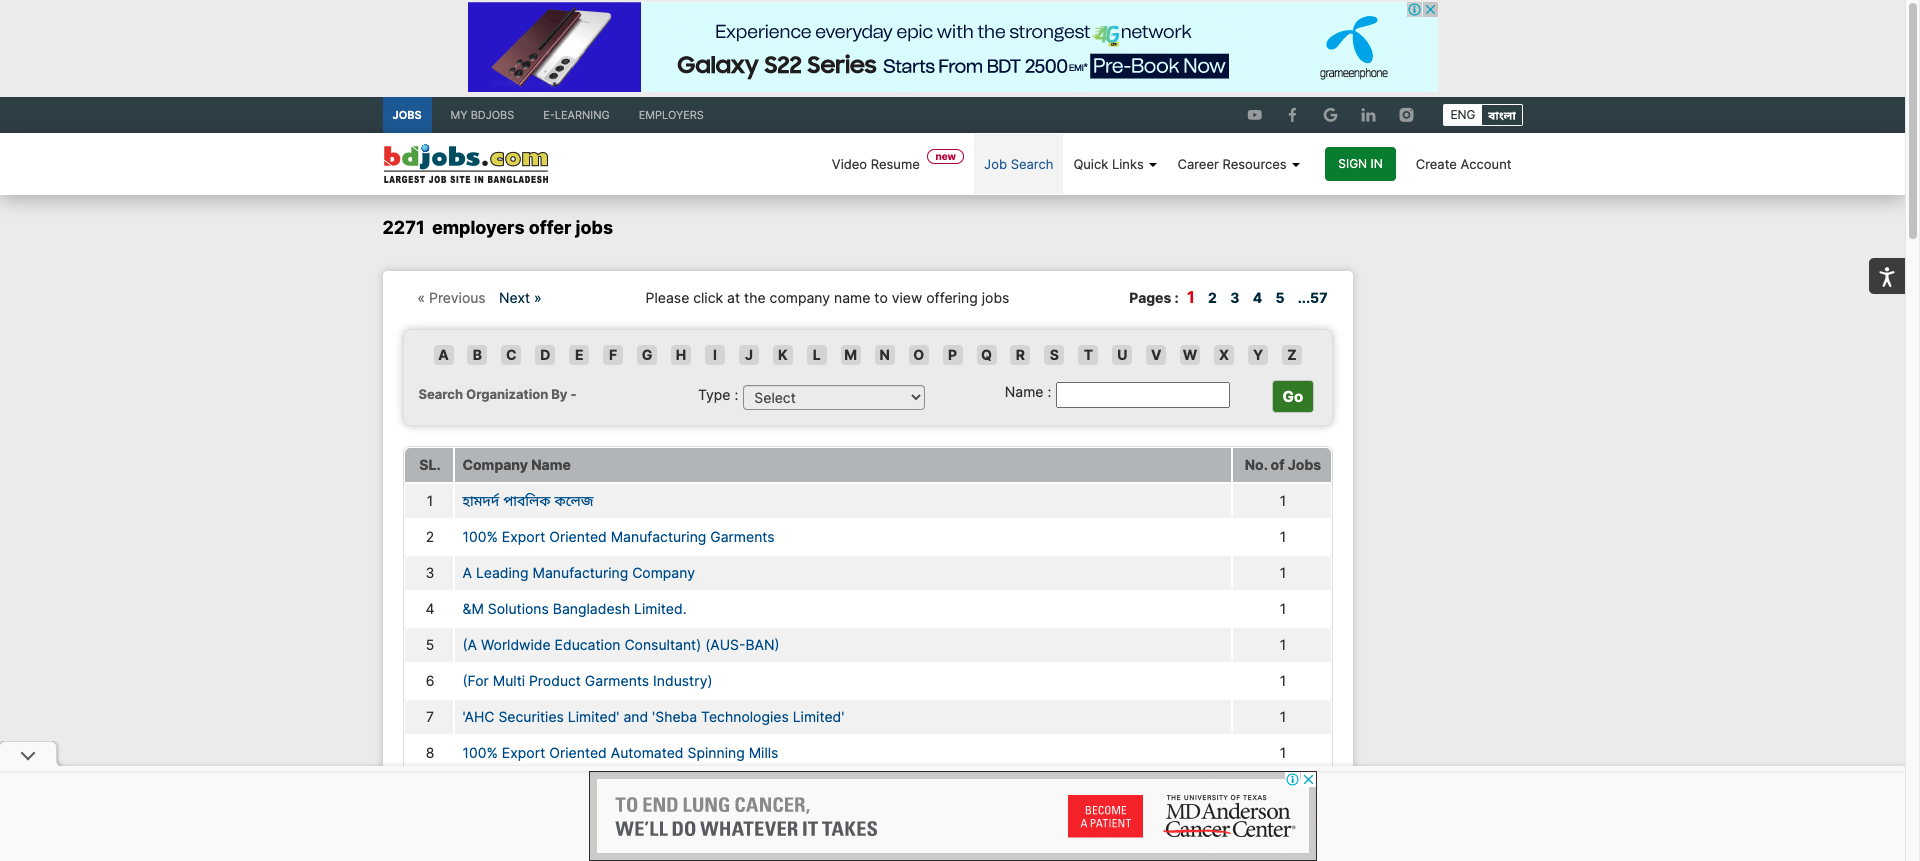 Experience everyday epic with the strongest 4G network
Galaxy S22 Series Starts From BDT 2500 EMI* Pre-Book Now
grameenphone
JOBS MY BDJOBS E-LEARNING EMPLOYERS ENG বাংলা
bdjobs.com
LARGEST JOB SITE IN BANGLADESH
Video Resume new Job Search Quick Links Career Resources SIGN IN Create Account
2271 employers offer jobs
« Previous Next » Please click at the company name to view offering jobs Pages : 1 2 3 4 5 ...57
A B C D E F G H I J K L M N O P Q R S T U V W X Y Z
Search Organization By - Type : Select Name : Go
SL. Company Name No. of Jobs
1 হামদর্দ পাবলিক কলেজ 1
2 100% Export Oriented Manufacturing Garments 1
3 A Leading Manufacturing Company 1
4 &M Solutions Bangladesh Limited. 1
5 (A Worldwide Education Consultant) (AUS-BAN) 1
6 (For Multi Product Garments Industry) 1
7 'AHC Securities Limited' and 'Sheba Technologies Limited' 1
8 100% Export Oriented Automated Spinning Mills 1
TO END LUNG CANCER,
WE'LL DO WHATEVER IT TAKES
BECOME
A PATIENT
THE UNIVERSITY OF TEXAS
MD Anderson
Cancer Center